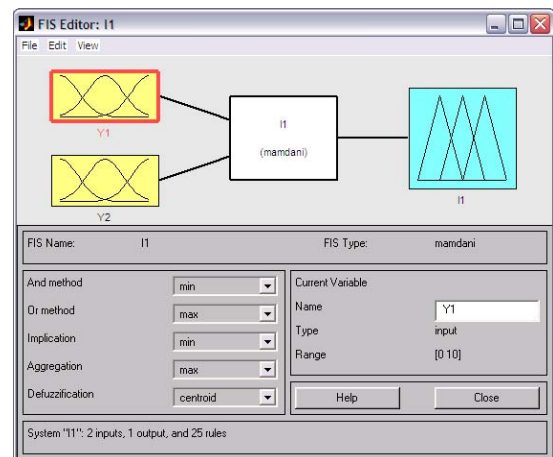 FIS Editor: I1
File Edit View
Y1
I1
(mamdani)
Y2
I1
FIS Name: I1 FIS Type: mamdani
And method min
Or method max
Implication min
Aggregation max
Defuzzification centroid
Current Variable
Name Y1
Type input
Range [0 10]
Help Close
System "I1": 2 inputs, 1 output, and 25 rules